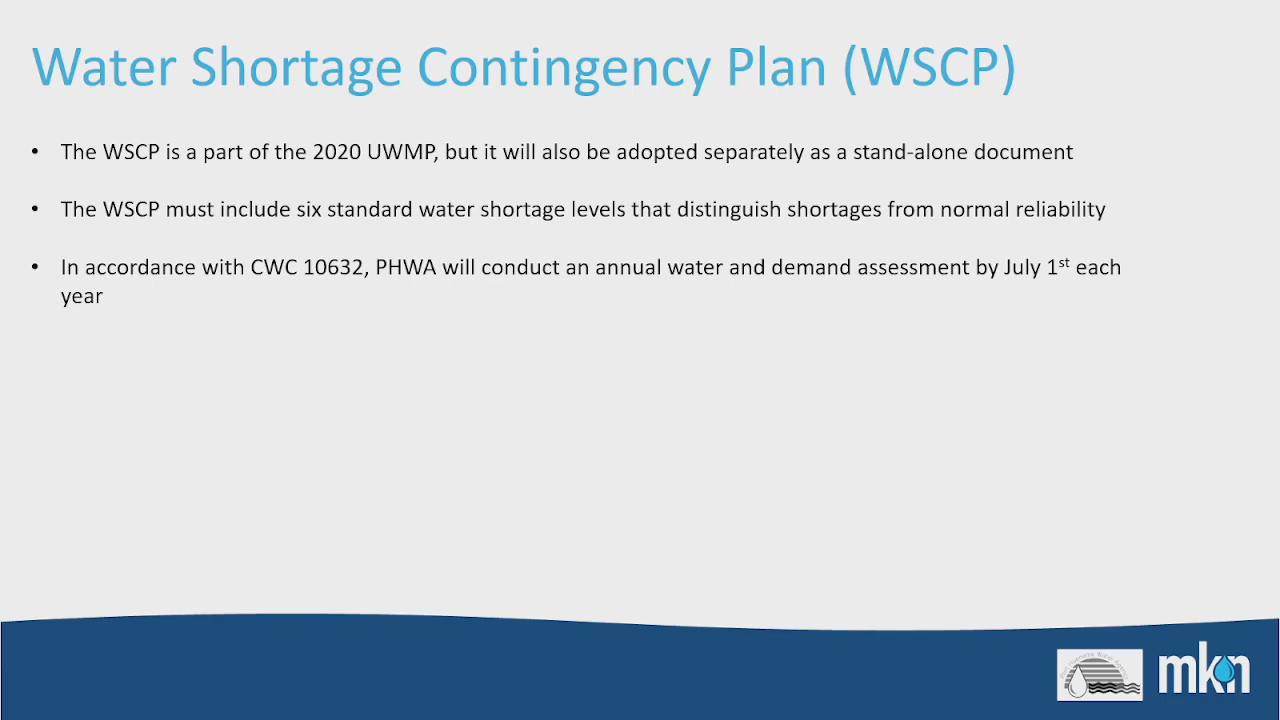 Water Shortage Contingency Plan (WSCP)
• The WSCP is a part of the 2020 UWMP, but it will also be adopted separately as a stand-alone document
• The WSCP must include six standard water shortage levels that distinguish shortages from normal reliability
• In accordance with CWC 10632, PHWA will conduct an annual water and demand assessment by July 1st each
year
mkn